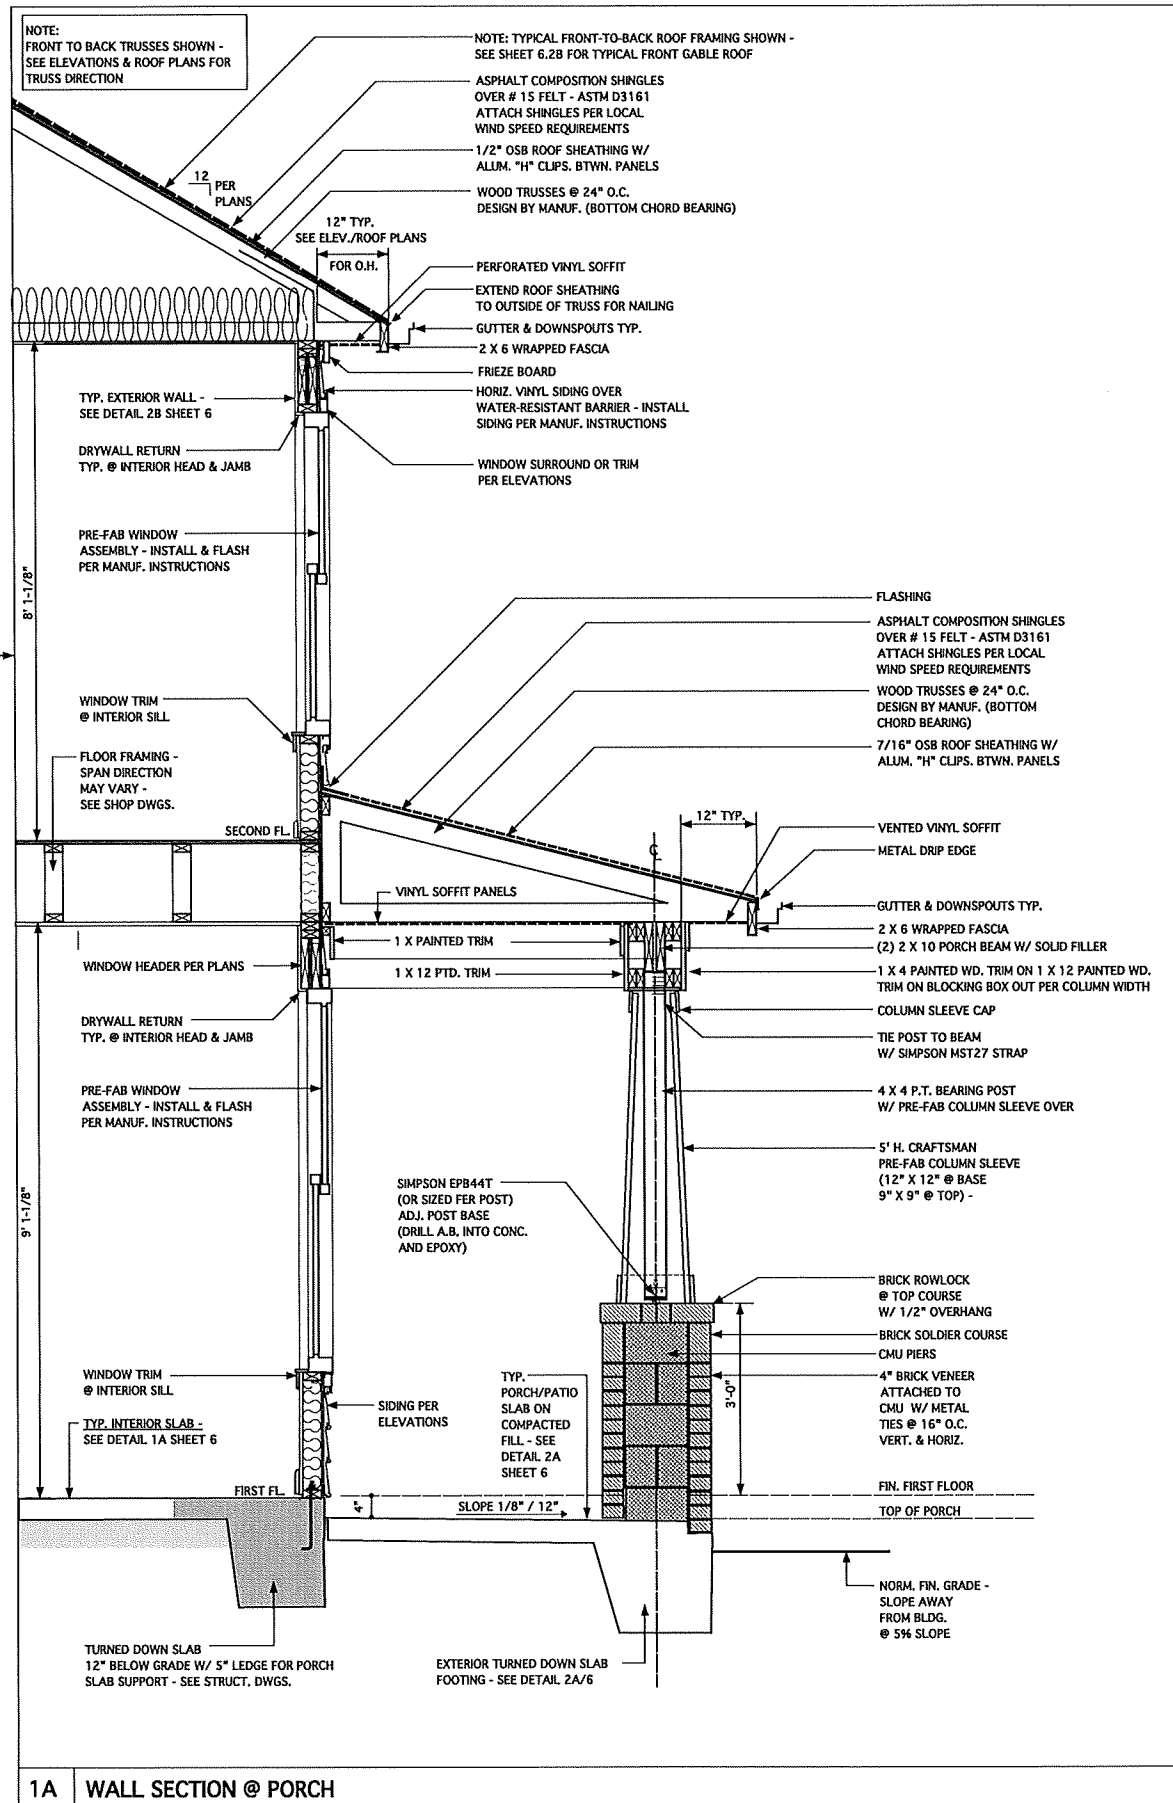 NOTE:
FRONT TO BACK TRUSSES SHOWN -
SEE ELEVATIONS & ROOF PLANS FOR
TRUSS DIRECTION
NOTE: TYPICAL FRONT-TO-BACK ROOF FRAMING SHOWN -
SEE SHEET 6.2B FOR TYPICAL FRONT GABLE ROOF
ASPHALT COMPOSITION SHINGLES
OVER # 15 FELT - ASTM D3161
ATTACH SHINGLES PER LOCAL
WIND SPEED REQUIREMENTS
1/2" OSB ROOF SHEATHING W/
ALUM. "H" CLIPS. BTWN. PANELS
WOOD TRUSSES @ 24" O.C.
DESIGN BY MANUF. (BOTTOM CHORD BEARING)
12
PER
PLANS
12" TYP.
SEE ELEV./ROOF PLANS
FOR O.H.
PERFORATED VINYL SOFFIT
EXTEND ROOF SHEATHING
TO OUTSIDE OF TRUSS FOR NAILING
GUTTER & DOWNSPOUTS TYP.
2 X 6 WRAPPED FASCIA
FRIEZE BOARD
HORIZ. VINYL SIDING OVER
WATER-RESISTANT BARRIER - INSTALL
SIDING PER MANUF. INSTRUCTIONS
WINDOW SURROUND OR TRIM
PER ELEVATIONS
TYP. EXTERIOR WALL -
SEE DETAIL 2B SHEET 6
DRYWALL RETURN
TYP. @ INTERIOR HEAD & JAMB
PRE-FAB WINDOW
ASSEMBLY - INSTALL & FLASH
PER MANUF. INSTRUCTIONS
8' 1-1/8"
WINDOW TRIM
@ INTERIOR SILL
FLOOR FRAMING -
SPAN DIRECTION
MAY VARY -
SEE SHOP DWGS.
SECOND FL.
FLASHING
ASPHALT COMPOSITION SHINGLES
OVER # 15 FELT - ASTM D3161
ATTACH SHINGLES PER LOCAL
WIND SPEED REQUIREMENTS
WOOD TRUSSES @ 24" O.C.
DESIGN BY MANUF. (BOTTOM
CHORD BEARING)
7/16" OSB ROOF SHEATHING W/
ALUM. "H" CLIPS. BTWN. PANELS
12" TYP.
℄
VENTED VINYL SOFFIT
METAL DRIP EDGE
VINYL SOFFIT PANELS
GUTTER & DOWNSPOUTS TYP.
2 X 6 WRAPPED FASCIA
(2) 2 X 10 PORCH BEAM W/ SOLID FILLER
1 X PAINTED TRIM
1 X 12 PTD. TRIM
1 X 4 PAINTED WD. TRIM ON 1 X 12 PAINTED WD.
TRIM ON BLOCKING BOX OUT PER COLUMN WIDTH
COLUMN SLEEVE CAP
TIE POST TO BEAM
W/ SIMPSON MST27 STRAP
4 X 4 P.T. BEARING POST
W/ PRE-FAB COLUMN SLEEVE OVER
5' H. CRAFTSMAN
PRE-FAB COLUMN SLEEVE
(12" X 12" @ BASE
9" X 9" @ TOP) -
WINDOW HEADER PER PLANS
DRYWALL RETURN
TYP. @ INTERIOR HEAD & JAMB
PRE-FAB WINDOW
ASSEMBLY - INSTALL & FLASH
PER MANUF. INSTRUCTIONS
9' 1-1/8"
SIMPSON EPB44T
(OR SIZED FER POST)
ADJ. POST BASE
(DRILL A.B. INTO CONC.
AND EPOXY)
BRICK ROWLOCK
@ TOP COURSE
W/ 1/2" OVERHANG
BRICK SOLDIER COURSE
CMU PIERS
4" BRICK VENEER
ATTACHED TO
CMU W/ METAL
TIES @ 16" O.C.
VERT. & HORIZ.
3'-0"
WINDOW TRIM
@ INTERIOR SILL
TYP. INTERIOR SLAB -
SEE DETAIL 1A SHEET 6
SIDING PER
ELEVATIONS
TYP.
PORCH/PATIO
SLAB ON
COMPACTED
FILL - SEE
DETAIL 2A
SHEET 6
FIRST FL.
4"
SLOPE 1/8" / 12"
FIN. FIRST FLOOR
TOP OF PORCH
NORM. FIN. GRADE -
SLOPE AWAY
FROM BLDG.
@ 5% SLOPE
TURNED DOWN SLAB
12" BELOW GRADE W/ 5" LEDGE FOR PORCH
SLAB SUPPORT - SEE STRUCT. DWGS.
EXTERIOR TURNED DOWN SLAB
FOOTING - SEE DETAIL 2A/6
1A WALL SECTION @ PORCH